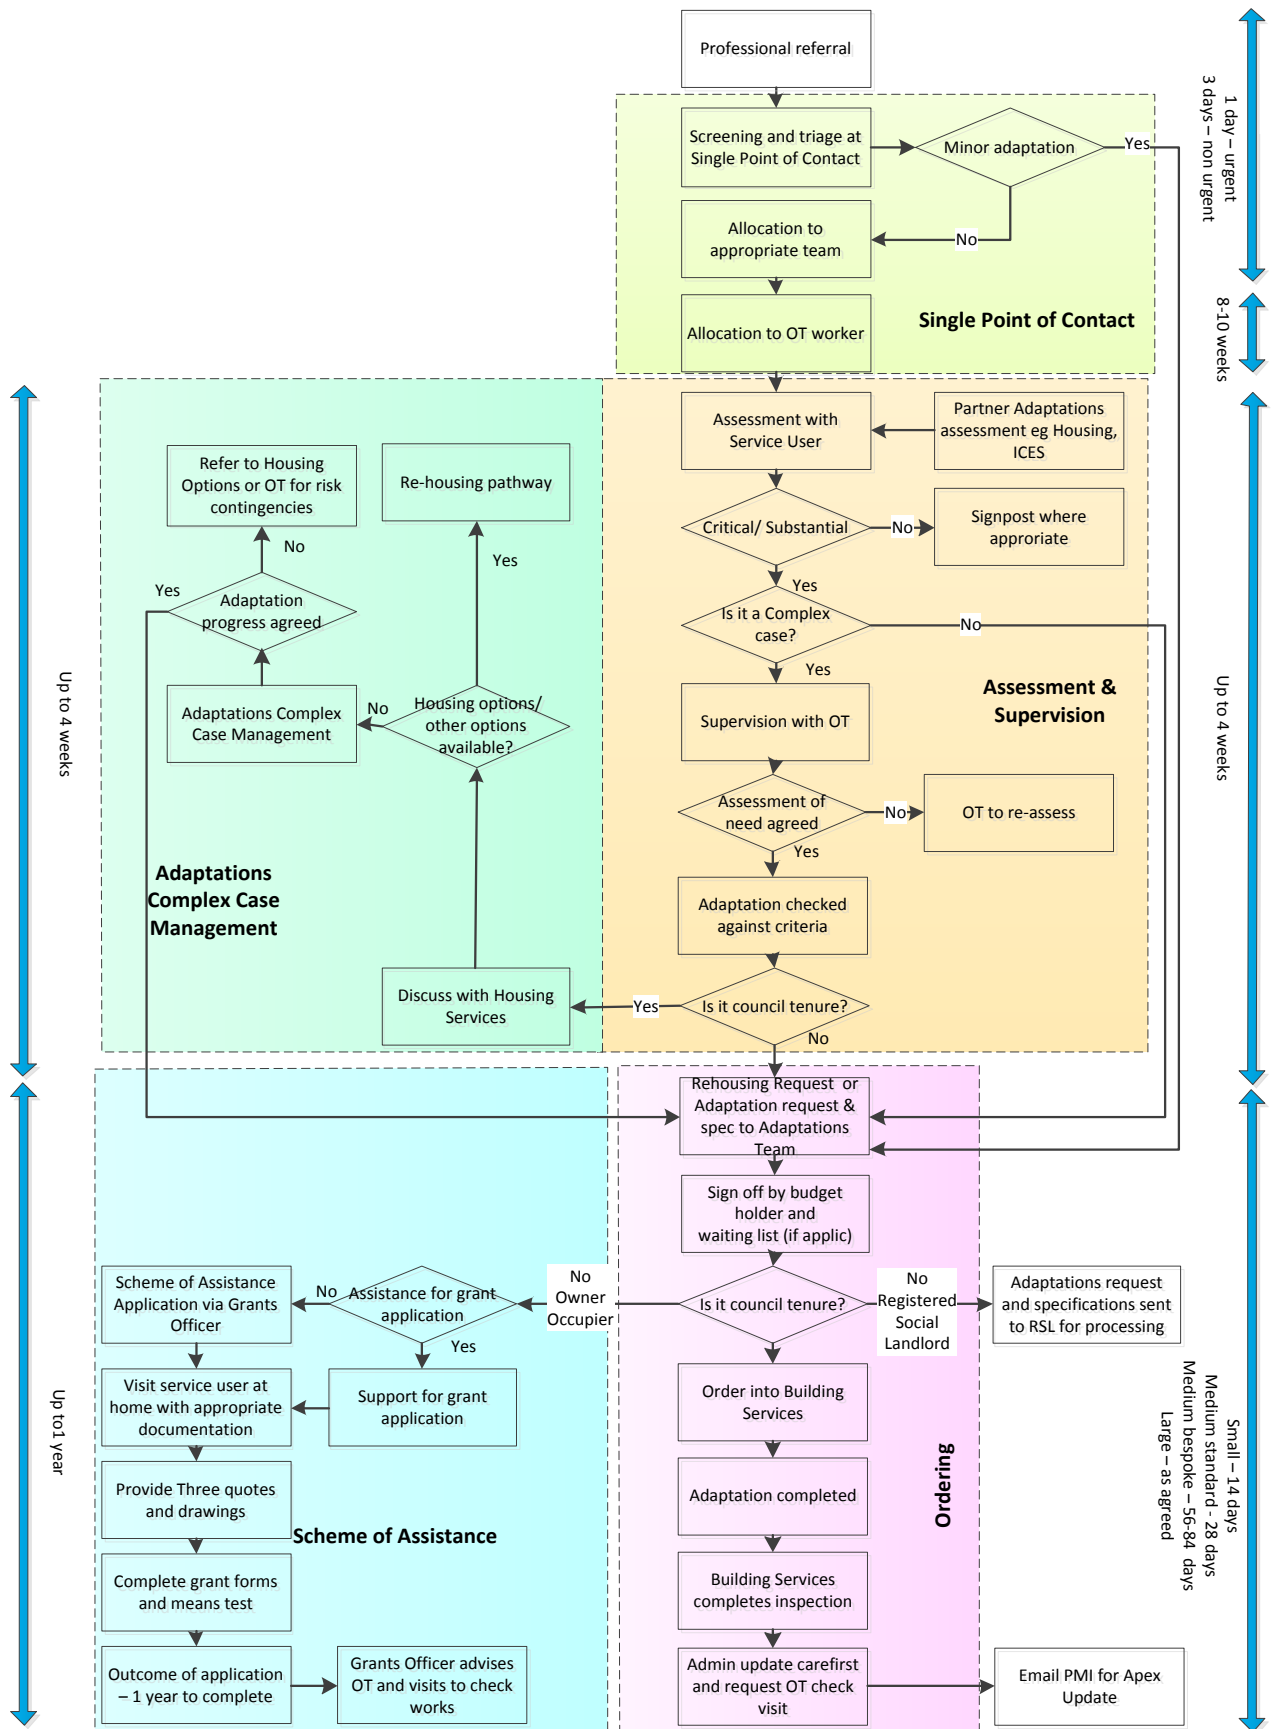 Professional referral
1 day – urgent
3 days – non urgent
Screening and triage at
Single Point of Contact
Minor adaptation
Yes
Allocation to
appropriate team
No
Allocation to OT worker
Single Point of Contact
8-10 weeks
Assessment with
Service User
Partner Adaptations
assessment eg Housing,
ICES
Refer to Housing
Options or OT for risk
contingencies
Re-housing pathway
Critical/ Substantial
No
Signpost where
approriate
No
Yes
Yes
Yes
Adaptation
progress agreed
Is it a Complex
case?
No
Yes
Up to 4 weeks
Adaptations Complex
Case Management
No
Housing options/
other options
available?
Supervision with OT
Assessment &
Supervision
Up to 4 weeks
Assessment of
need agreed
No
OT to re-assess
Yes
Adaptations
Complex Case
Management
Adaptation checked
against criteria
Discuss with Housing
Services
Yes
Is it council tenure?
No
Rehousing Request  or
Adaptation request &
spec to Adaptations
Team
Sign off by budget
holder and
waiting list (if applic)
Scheme of Assistance
Application via Grants
Officer
No
Assistance for grant
application
No
Owner
Occupier
Is it council tenure?
No
Registered
Social
Landlord
Adaptations request
and specifications sent
to RSL for processing
Yes
Visit service user at
home with appropriate
documentation
Support for grant
application
Order into Building
Services
Up to1 year
Small – 14 days
Medium standard - 28 days
Medium bespoke – 56-84  days
Large – as agreed
Provide Three quotes
and drawings
Scheme of Assistance
Adaptation completed
Ordering
Complete grant forms
and means test
Building Services
completes inspection
Outcome of application
– 1 year to complete
Grants Officer advises
OT and visits to check
works
Admin update carefirst
and request OT check
visit
Email PMI for Apex
Update